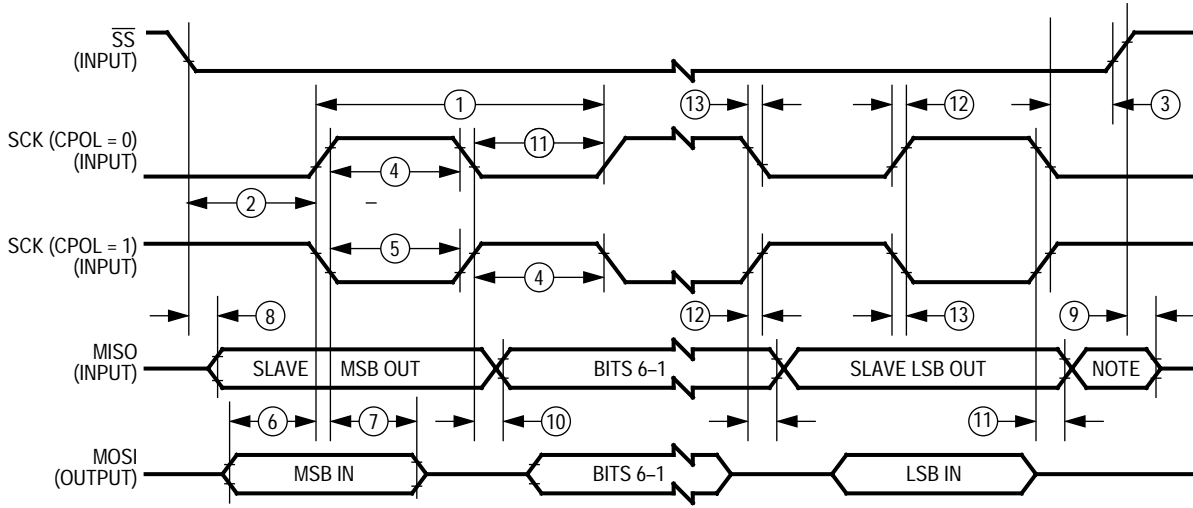 SS
(INPUT)
1
13
12
3
SCK (CPOL = 0)
(INPUT)
11
4
2
–
SCK (CPOL = 1)
(INPUT)
5
4
8
12
13
9
MISO
(INPUT)
SLAVE MSB OUT
BITS 6–1
SLAVE LSB OUT
NOTE
6
7
10
11
MOSI
(OUTPUT)
MSB IN
BITS 6–1
LSB IN